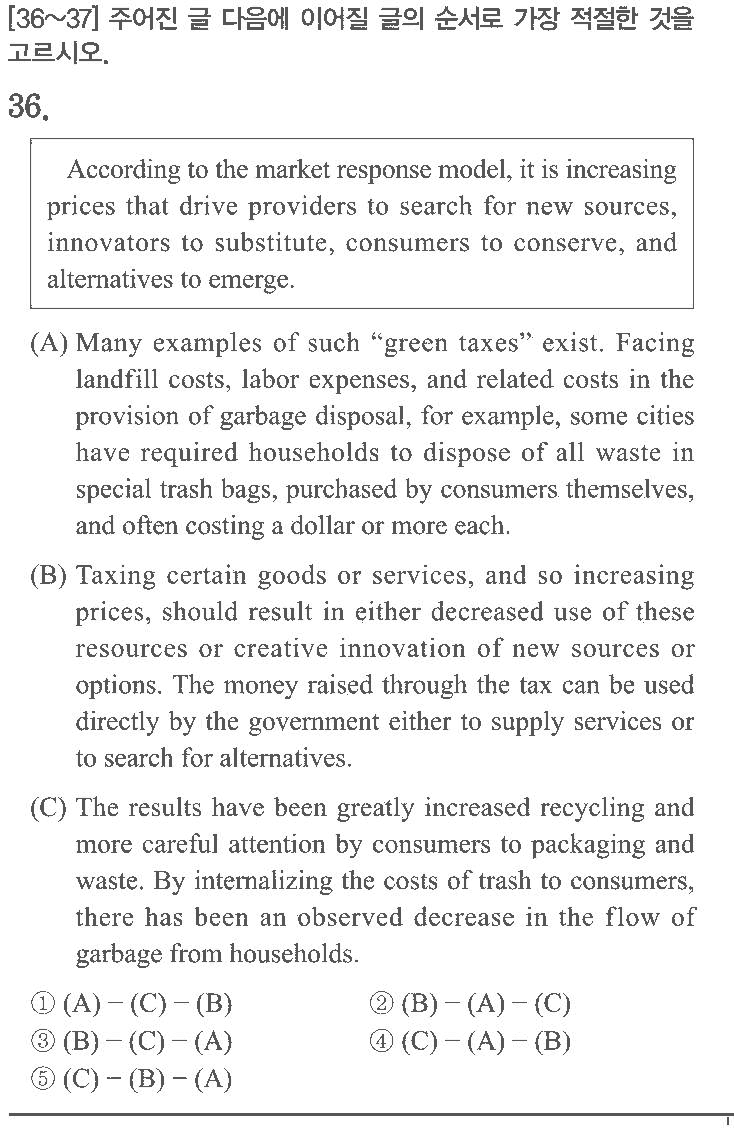 [36~37] 주어진 글 다음에 이어질 글의 순서로 가장 적절한 것을
고르시오.
36.
According to the market response model, it is increasing
prices that drive providers to search for new sources,
innovators to substitute, consumers to conserve, and
alternatives to emerge.
(A) Many examples of such “green taxes” exist. Facing
landfill costs, labor expenses, and related costs in the
provision of garbage disposal, for example, some cities
have required households to dispose of all waste in
special trash bags, purchased by consumers themselves,
and often costing a dollar or more each.
(B) Taxing certain goods or services, and so increasing
prices, should result in either decreased use of these
resources or creative innovation of new sources or
options. The money raised through the tax can be used
directly by the government either to supply services or
to search for alternatives.
(C) The results have been greatly increased recycling and
more careful attention by consumers to packaging and
waste. By internalizing the costs of trash to consumers,
there has been an observed decrease in the flow of
garbage from households.
① (A) − (C) − (B) ② (B) − (A) − (C)
③ (B) − (C) − (A) ④ (C) − (A) − (B)
⑤ (C) − (B) − (A)